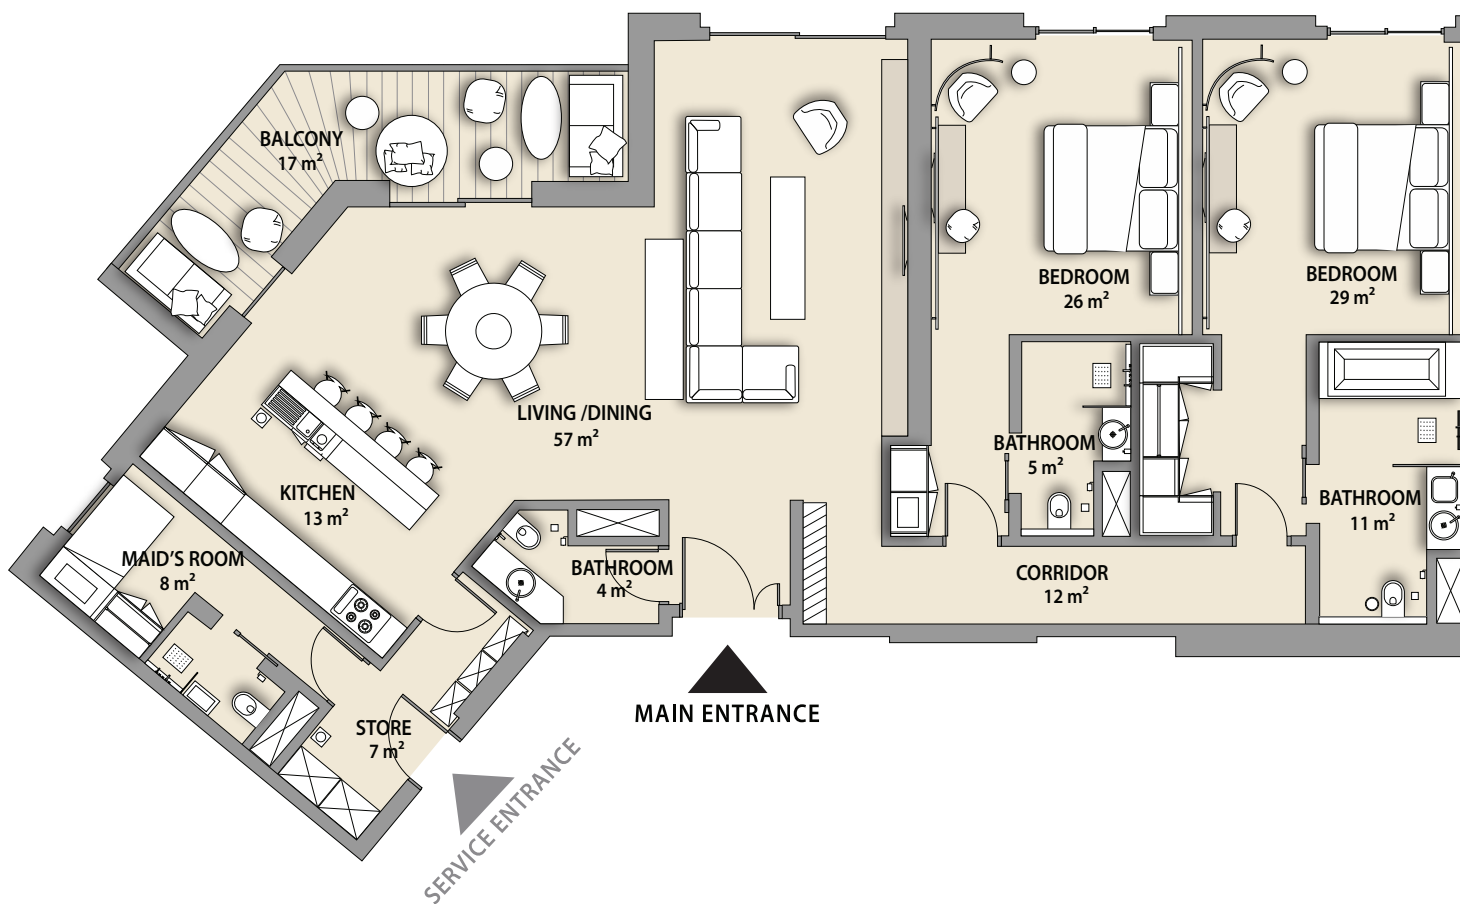 BALCONY
17 m²
BEDROOM
26 m²
BEDROOM
29 m²
LIVING /DINING
57 m²
BATHROOM
5 m²
KITCHEN
13 m²
BATHROOM
11 m²
MAID'S ROOM
8 m²
BATHROOM
4 m²
CORRIDOR
12 m²
MAIN ENTRANCE
STORE
7 m²
SERVICE ENTRANCE